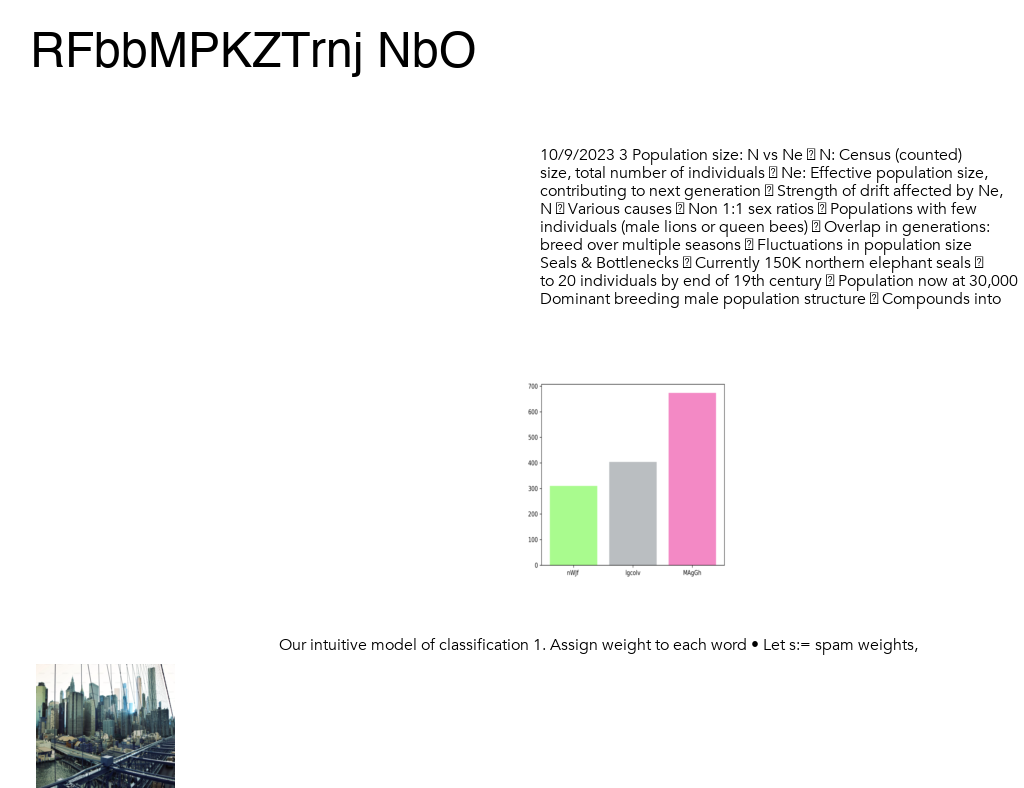 RFbbMPKZTrnj NbO
10/9/2023 3 Population size: N vs Ne  N: Census (counted)
size, total number of individuals  Ne: Effective population size,
contributing to next generation  Strength of drift affected by Ne,
N  Various causes  Non 1:1 sex ratios  Populations with few
individuals (male lions or queen bees)  Overlap in generations:
breed over multiple seasons  Fluctuations in population size
Seals & Bottlenecks  Currently 150K northern elephant seals 
to 20 individuals by end of 19th century  Population now at 30,000
Dominant breeding male population structure  Compounds into
700
600
500
400
300
200
100
0
nWJf lgcolv MAgGh
Our intuitive model of classification 1. Assign weight to each word • Let s:= spam weights,